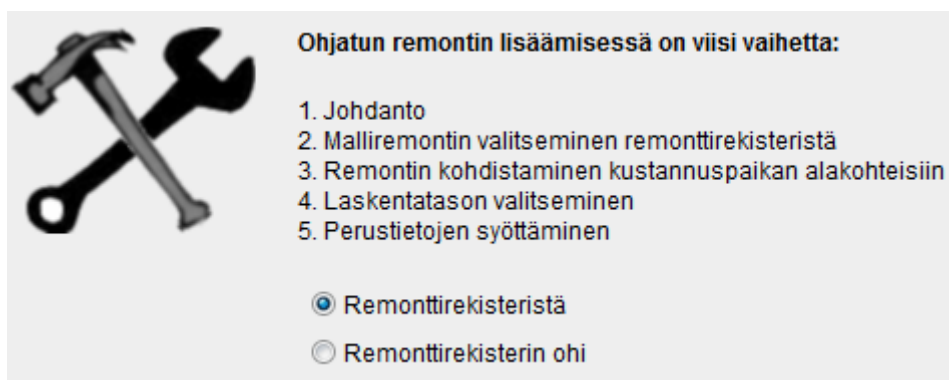 Ohjatun remontin lisäämisessä on viisi vaihetta:
1. Johdanto
2. Malliremontin valitseminen remonttirekisteristä
3. Remontin kohdistaminen kustannuspaikan alakohteisiin
4. Laskentatason valitseminen
5. Perustietojen syöttäminen
Remonttirekisteristä
Remonttirekisterin ohi